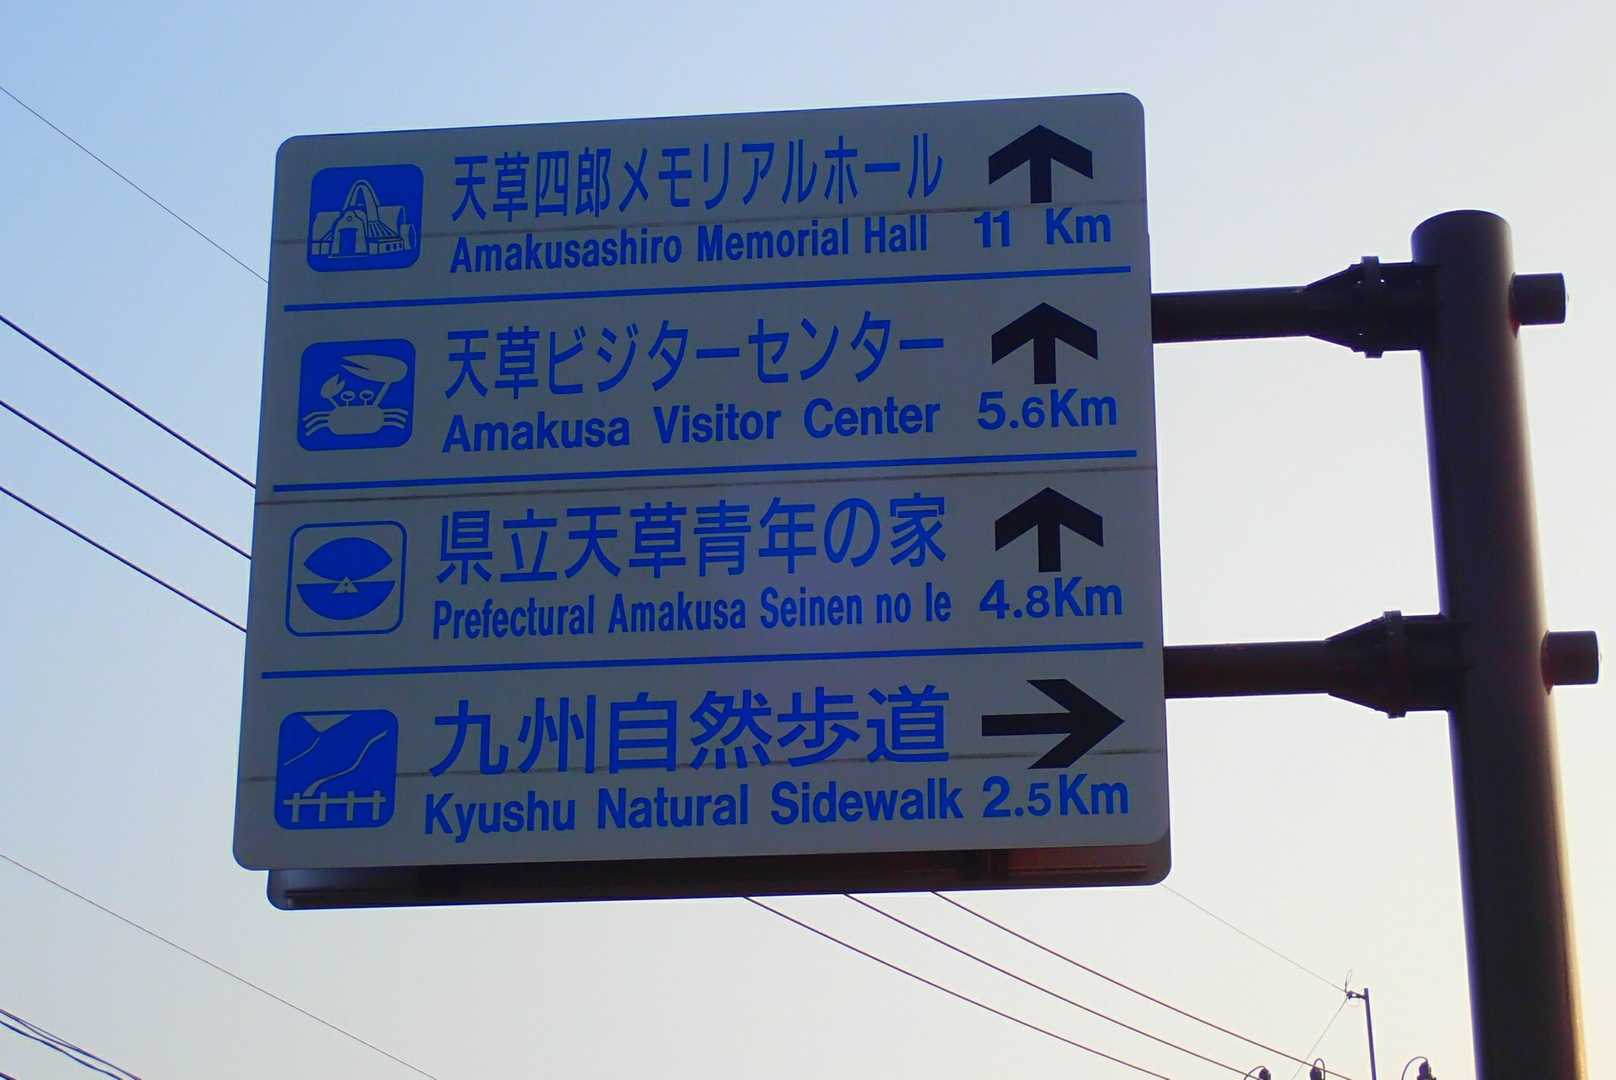 天草四郎メモリアルホール
Amakusashiro Memorial Hall 11 Km
天草ビジターセンター
Amakusa Visitor Center 5.6Km
県立天草青年の家
Prefectural Amakusa Seinen no Ie 4.8Km
九州自然歩道
Kyushu Natural Sidewalk 2.5Km